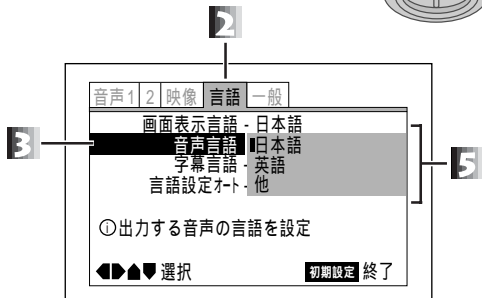 2
音声1 2 映像 言語 一般
画面表示言語 - 日本語
3 音声言語 日本語 5
字幕言語 - 英語
言語設定オート - 他
ⓘ出力する音声の言語を設定
◀▶▲▼選択 初期設定 終了